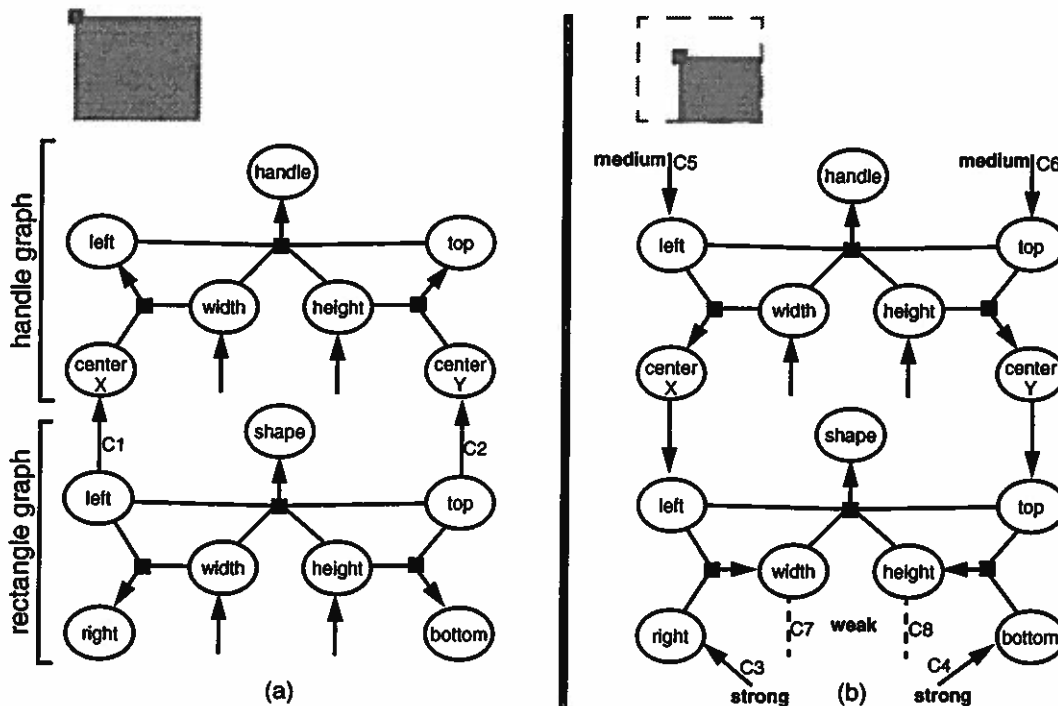 handle graph
handle
left
top
width
height
center X
center Y
C1
C2
rectangle graph
shape
left
top
width
height
right
bottom
(a)
medium C5
medium C6
handle
left
top
width
height
center X
center Y
shape
left
top
width
height
right
C7
weak
C8
bottom
C3
C4
strong
strong
(b)